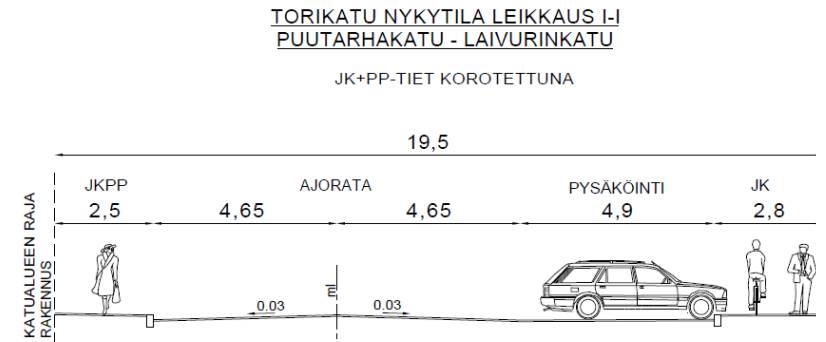 TORIKATU NYKYTILA LEIKKAUS I-I
PUUTARHAKATU - LAIVURINKATU
JK+PP-TIET KOROTETTUNA
19,5
JKPP AJORATA PYSÄKÖINTI JK
2,5 4,65 4,65 4,9 2,8
KATUALUEEN RAJA
RAKENNUS
ml
0.03 0.03